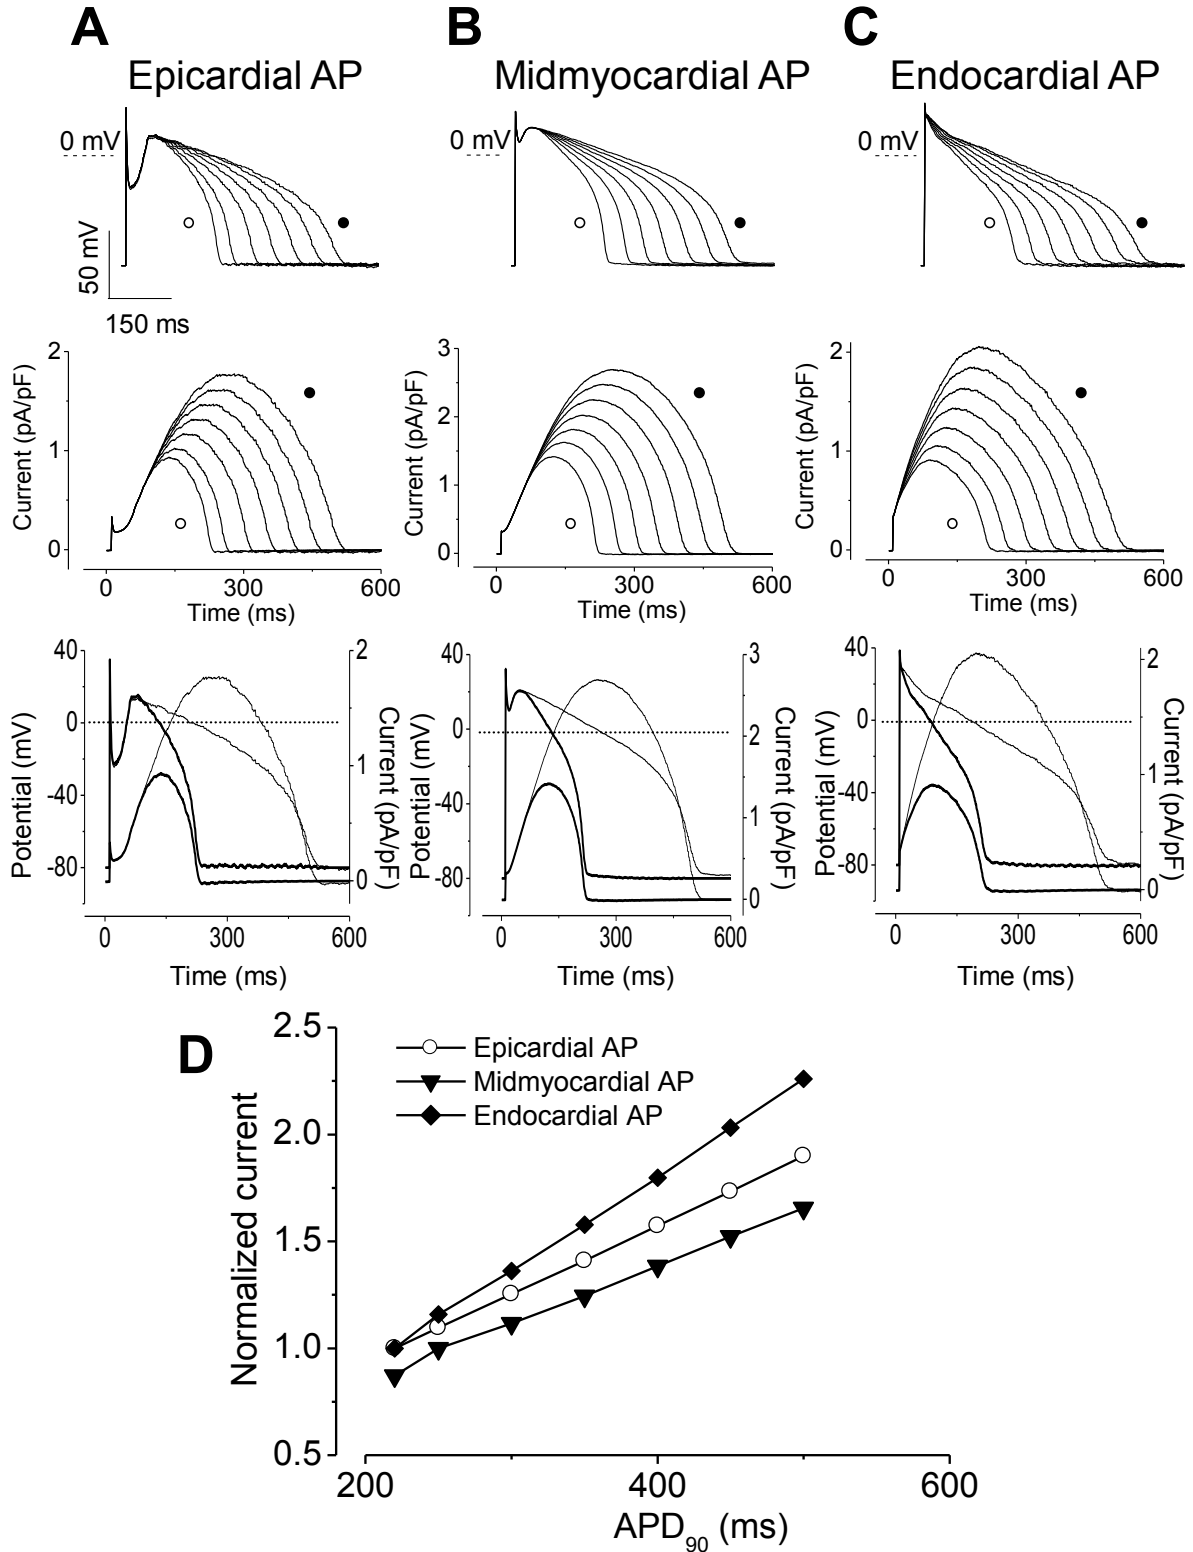 A
B
C
Epicardial AP
Midmyocardial AP
Endocardial AP
0 mV
0 mV
0 mV
50 mV
150 ms
Current (pA/pF)
2
1
0
0
300
600
Time (ms)
Current (pA/pF)
3
2
1
0
0
300
600
Time (ms)
Current (pA/pF)
2
1
0
0
300
600
Time (ms)
Potential (mV)
40
0
-40
-80
2
1
0
Current (pA/pF)
0
300
600
Time (ms)
Potential (mV)
40
0
-40
-80
3
2
1
0
Current (pA/pF)
0
300
600
Time (ms)
Potential (mV)
40
0
-40
-80
2
1
0
Current (pA/pF)
0
300
600
Time (ms)
D
Epicardial AP
Midmyocardial AP
Endocardial AP
Normalized current
2.5
2.0
1.5
1.0
0.5
200
400
600
APD90 (ms)